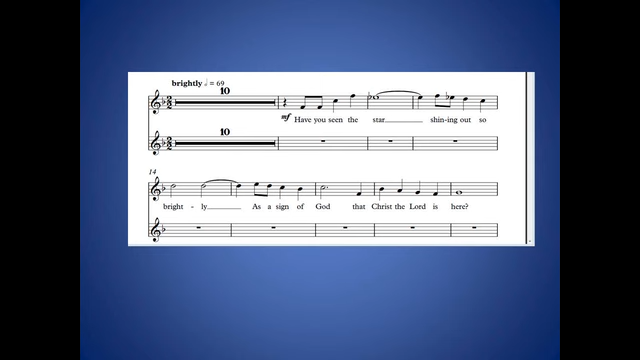 brightly = 69
10
mf Have you seen the star shin-ing out so
10
14
bright - ly As a sign of God that Christ the Lord is here?